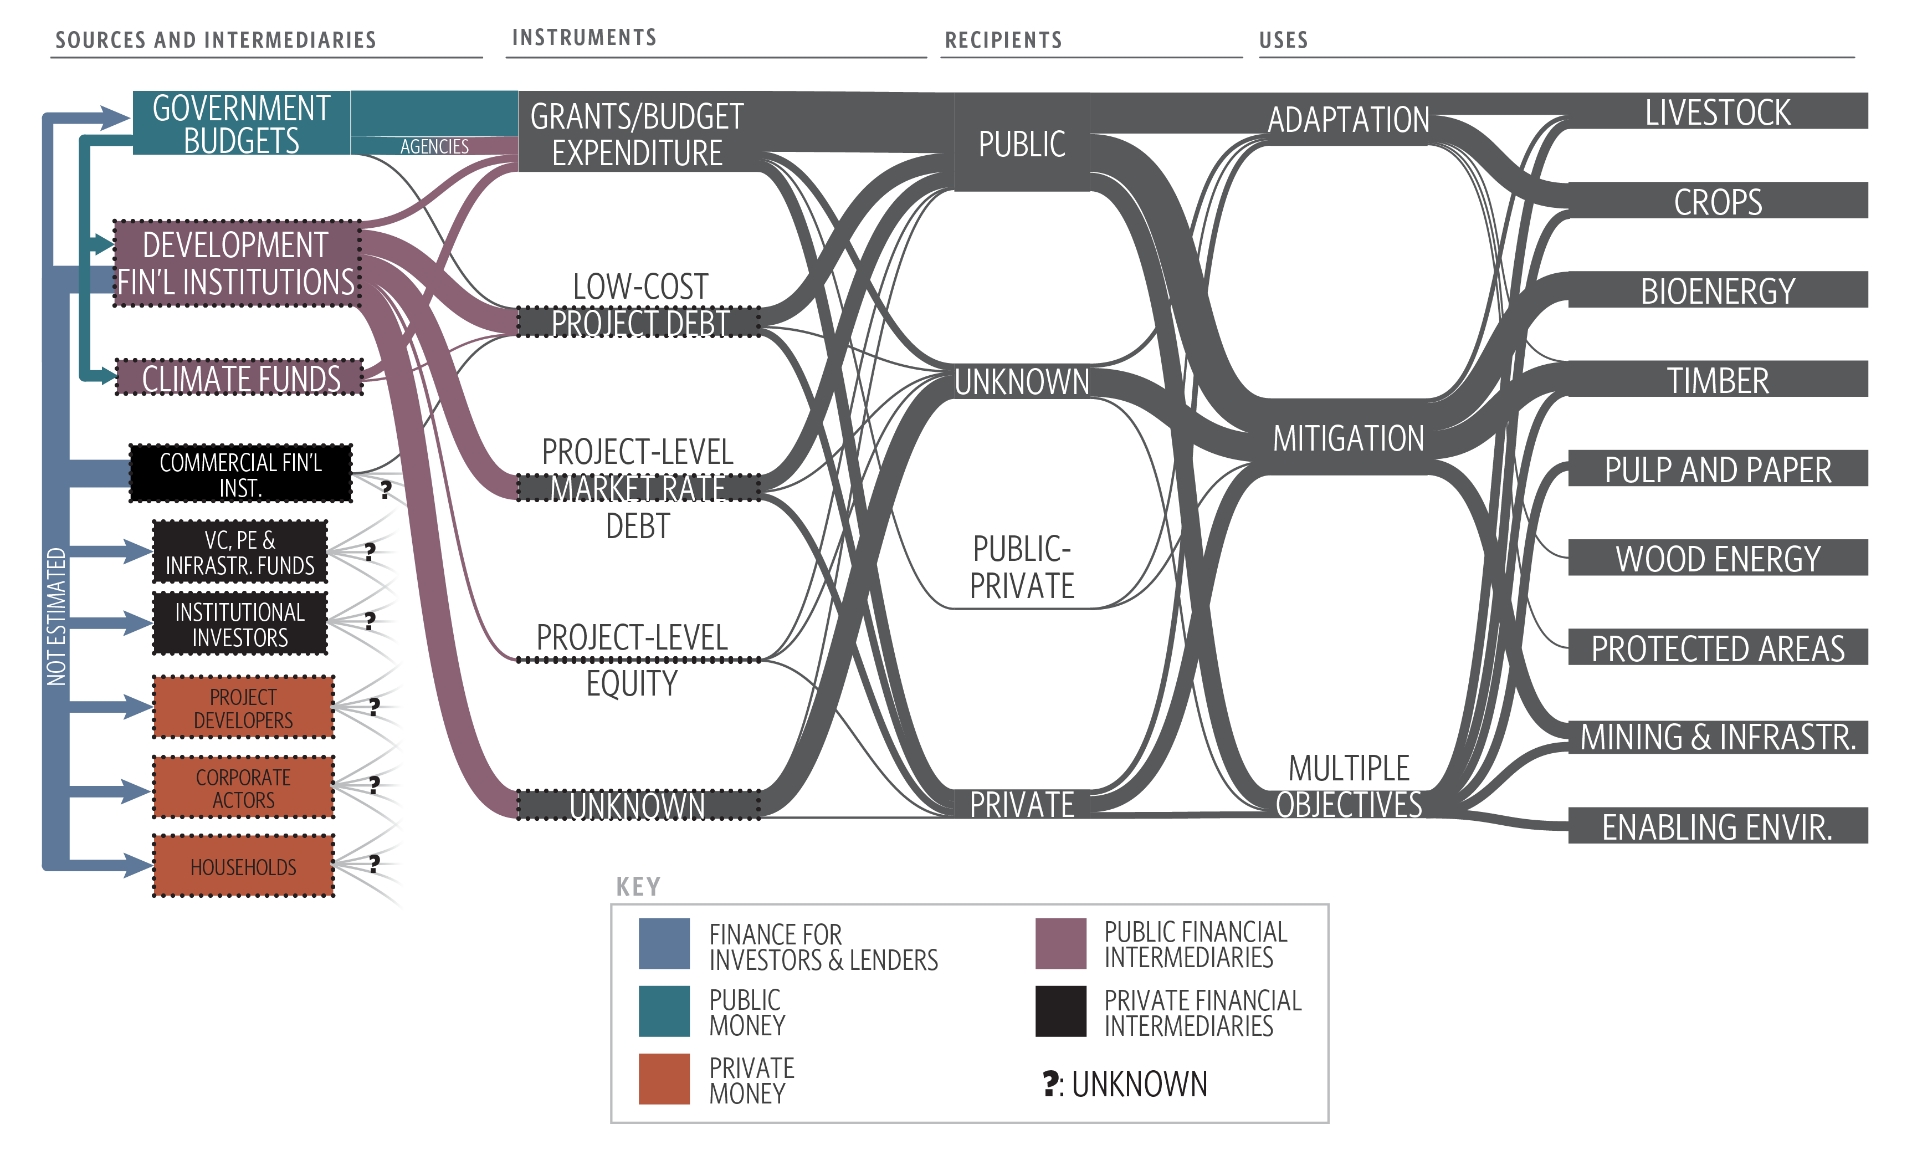 SOURCES AND INTERMEDIARIES
INSTRUMENTS
RECIPIENTS
USES
GOVERNMENT
BUDGETS
AGENCIES
DEVELOPMENT
FIN'L INSTITUTIONS
CLIMATE FUNDS
COMMERCIAL FIN'L
INST.
?
VC, PE &
INFRASTR. FUNDS
?
INSTITUTIONAL
INVESTORS
?
PROJECT
DEVELOPERS
?
CORPORATE
ACTORS
?
HOUSEHOLDS
?
NOT ESTIMATED
GRANTS/BUDGET
EXPENDITURE
LOW-COST
PROJECT DEBT
PROJECT-LEVEL
MARKET RATE
DEBT
PROJECT-LEVEL
EQUITY
UNKNOWN
PUBLIC
UNKNOWN
PUBLIC-
PRIVATE
PRIVATE
ADAPTATION
MITIGATION
MULTIPLE
OBJECTIVES
LIVESTOCK
CROPS
BIOENERGY
TIMBER
PULP AND PAPER
WOOD ENERGY
PROTECTED AREAS
MINING & INFRASTR.
ENABLING ENVIR.
KEY
FINANCE FOR
INVESTORS & LENDERS
PUBLIC
MONEY
PRIVATE
MONEY
PUBLIC FINANCIAL
INTERMEDIARIES
PRIVATE FINANCIAL
INTERMEDIARIES
?: UNKNOWN